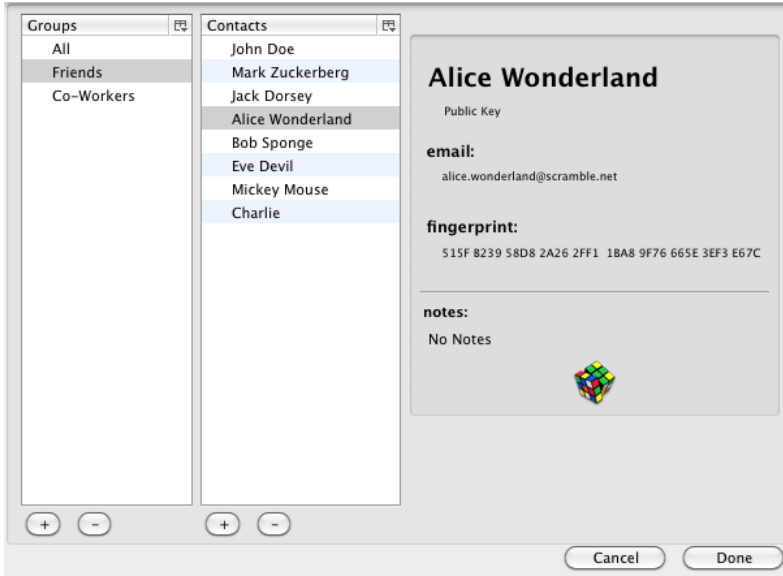 Groups
All
Friends
Co-Workers
+ -
Contacts
John Doe
Mark Zuckerberg
Jack Dorsey
Alice Wonderland
Bob Sponge
Eve Devil
Mickey Mouse
Charlie
+ -
Alice Wonderland
Public Key
email:
alice.wonderland@scramble.net
fingerprint:
515F B239 58D8 2A26 2FF1  1BA8 9F76 665E 3EF3 E67C
notes:
No Notes
Cancel Done